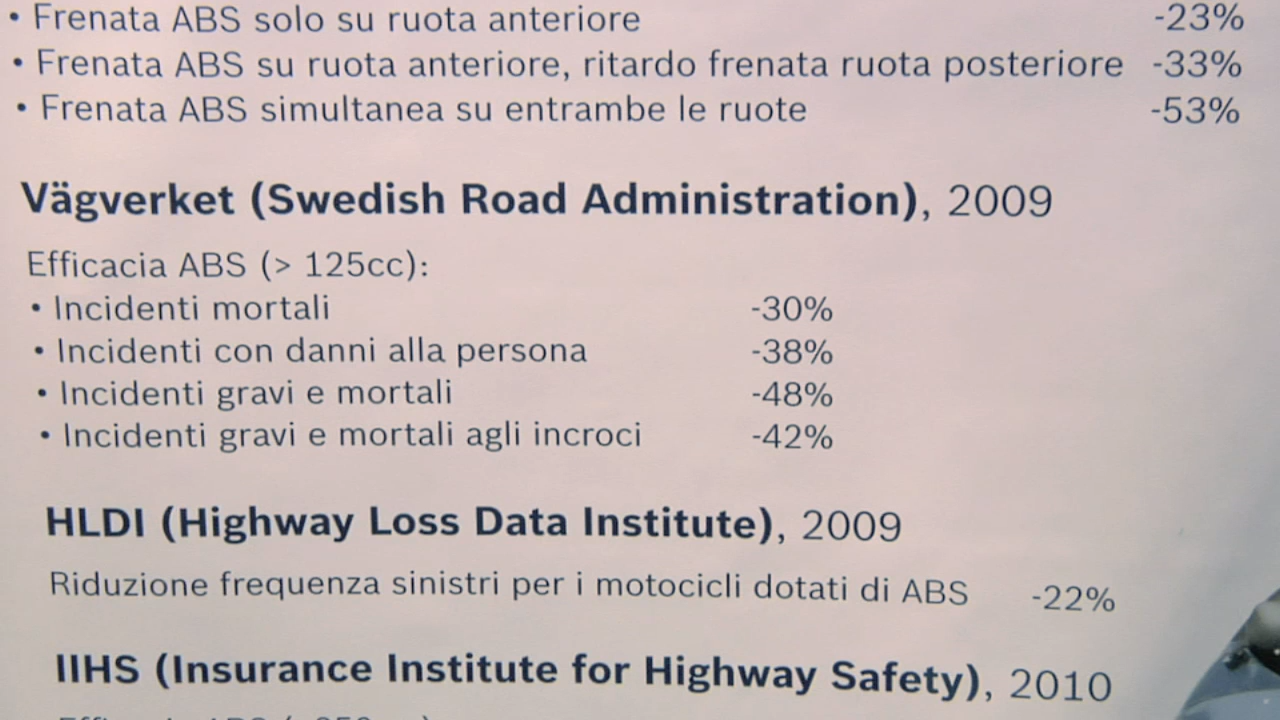 • Frenata ABS solo su ruota anteriore -23%
• Frenata ABS su ruota anteriore, ritardo frenata ruota posteriore -33%
• Frenata ABS simultanea su entrambe le ruote -53%
Vägverket (Swedish Road Administration), 2009
Efficacia ABS (> 125cc):
• Incidenti mortali -30%
• Incidenti con danni alla persona -38%
• Incidenti gravi e mortali -48%
• Incidenti gravi e mortali agli incroci -42%
HLDI (Highway Loss Data Institute), 2009
Riduzione frequenza sinistri per i motocicli dotati di ABS -22%
IIHS (Insurance Institute for Highway Safety), 2010